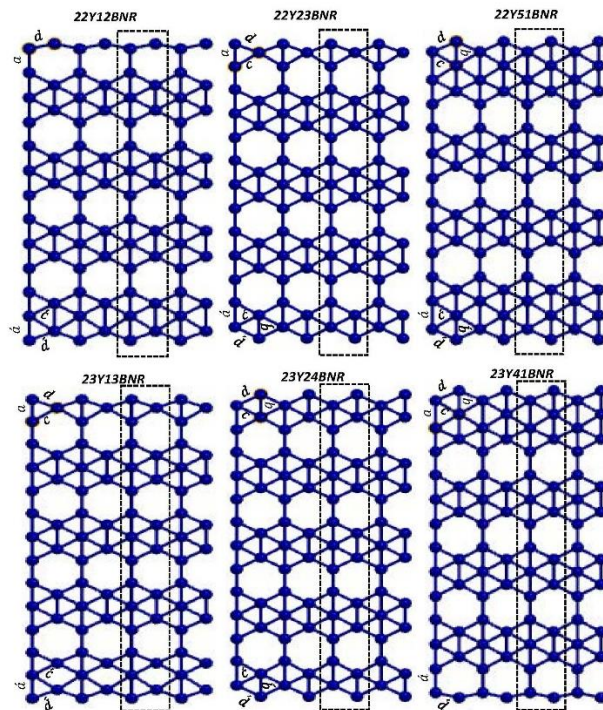 22Y12BNR 22Y23BNR 22Y51BNR
d d d
a a c a c q
c c q c q
á á á
d́ d́ d́
23Y13BNR 23Y24BNR 23Y41BNR
d d d
a c a c q a c q
ć ć q
á á á
d́ d́ d́